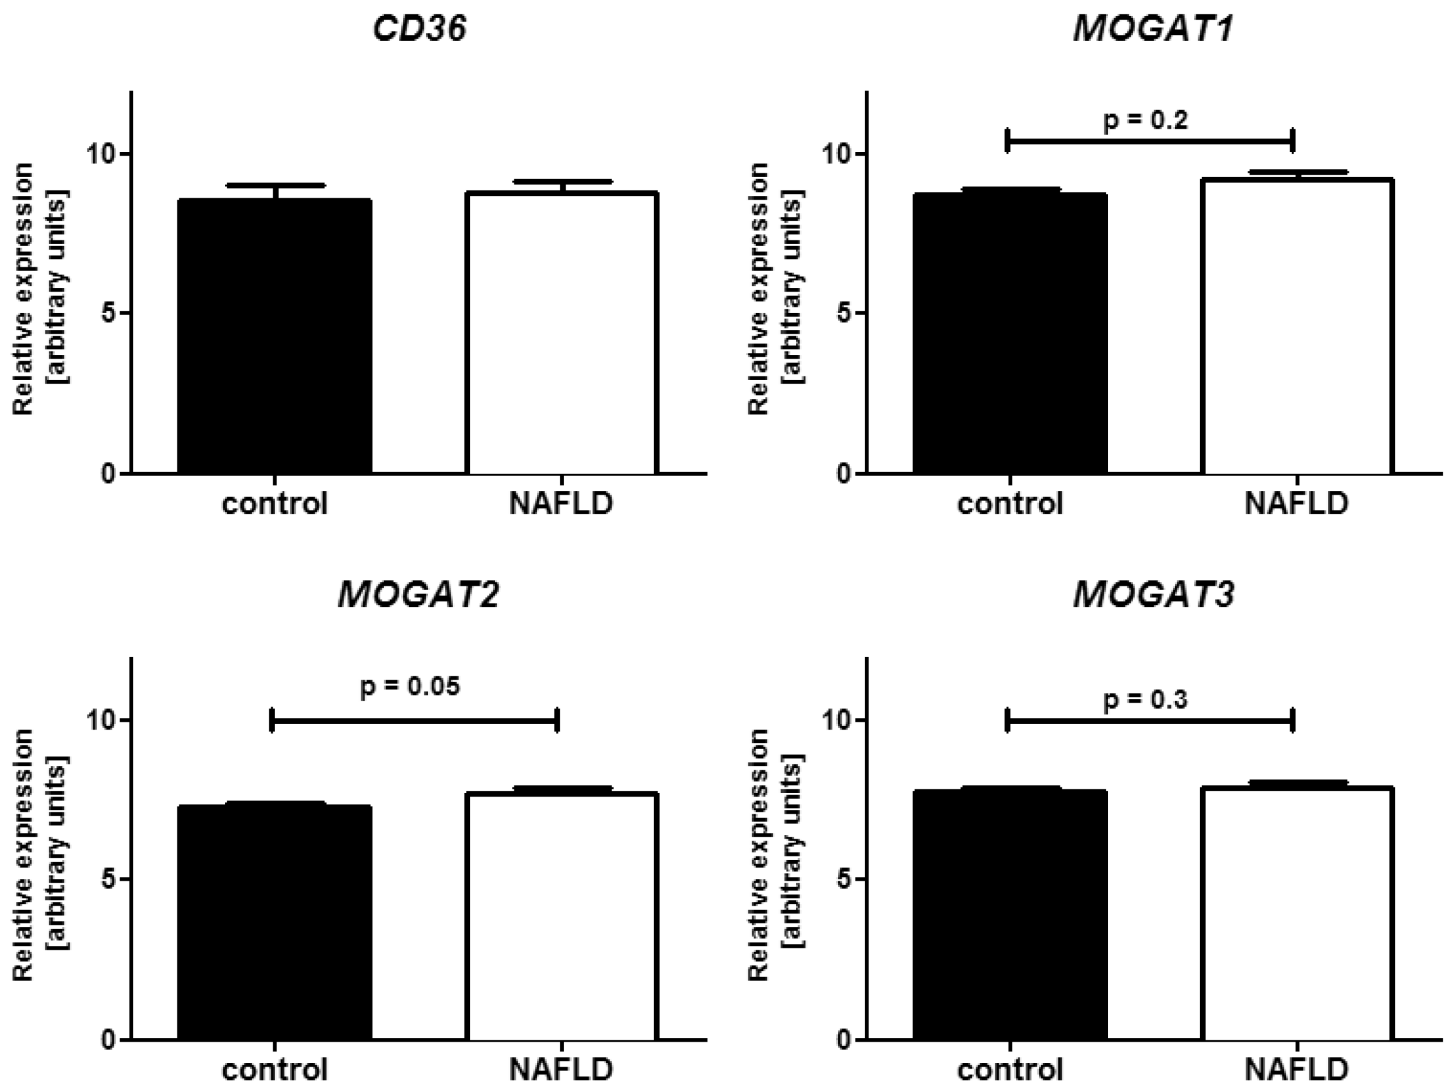 CD36
Relative expression
[arbitrary units]
10
5
0
control NAFLD
MOGAT1
Relative expression
[arbitrary units]
p = 0.2
10
5
0
control NAFLD
MOGAT2
Relative expression
[arbitrary units]
p = 0.05
10
5
0
control NAFLD
MOGAT3
Relative expression
[arbitrary units]
p = 0.3
10
5
0
control NAFLD